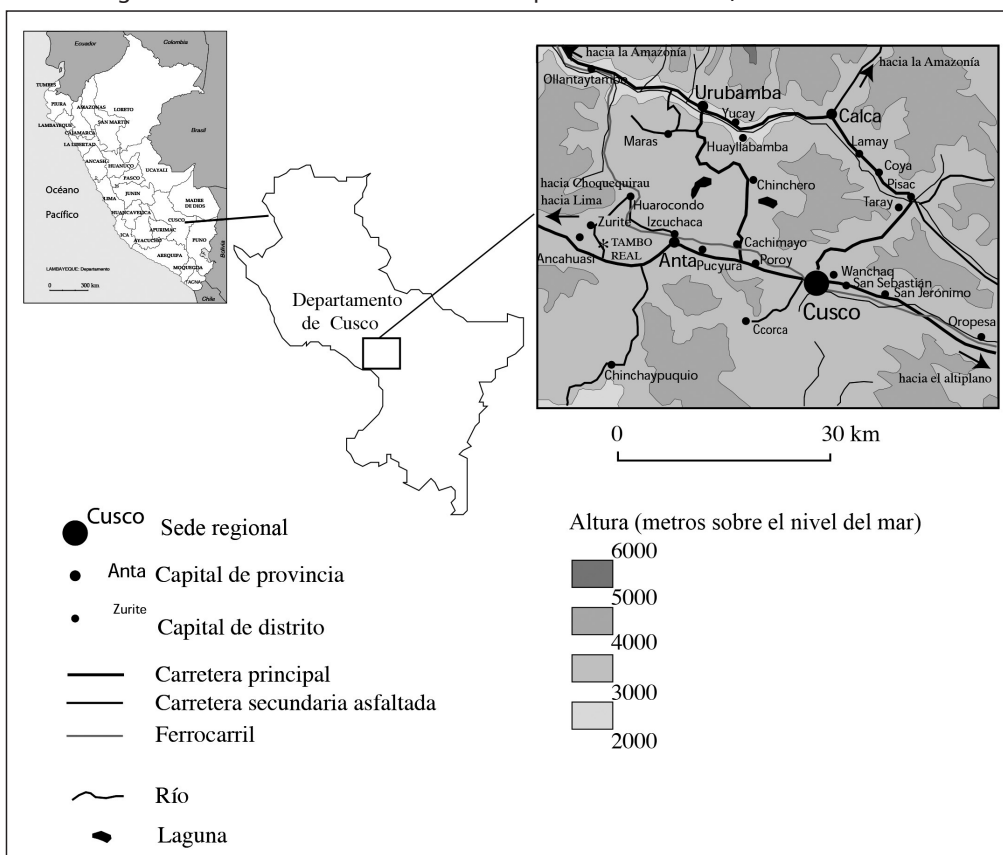 Ecuador
Colombia
TUMBES
PIURA
AMAZONAS
LORETO
LAMBAYEQUE
CAJAMARCA
SAN MARTÍN
LA LIBERTAD
Brasil
ANCASH
HUANUCO
UCAYALI
PASCO
Océano
Pacífico
LIMA
JUNIN
MADRE
DE DIOS
HUANCAVELICA
CUSCO
ICA
APURIMAC
AYACUCHO
PUNO
Bolivia
AREQUIPA
MOQUEGUA
TACNA
Chile
LAMBAYEQUE: Departamento
0 300 km
Departamento
de Cusco
hacia la Amazonía
hacia la Amazonía
Ollantaytambo
Urubamba
Yucay
Calca
Maras
Huayllabamba
Lamay
Coya
Pisac
Taray
hacia Choquequirau
hacia Lima
Chinchero
Huarocondo
Zurite
Izcuchaca
TAMBO
REAL
Ancahuasi
Anta
Pucyura
Cachimayo
Poroy
Wanchaq
San Sebastián
San Jerónimo
Cusco
Ccorca
Oropesa
Chinchaypuquio
hacia el altiplano
0 30 km
Cusco Sede regional
Anta Capital de provincia
Zurite Capital de distrito
Carretera principal
Carretera secundaria asfaltada
Ferrocarril
Río
Laguna
Altura (metros sobre el nivel del mar)
6000
5000
4000
3000
2000